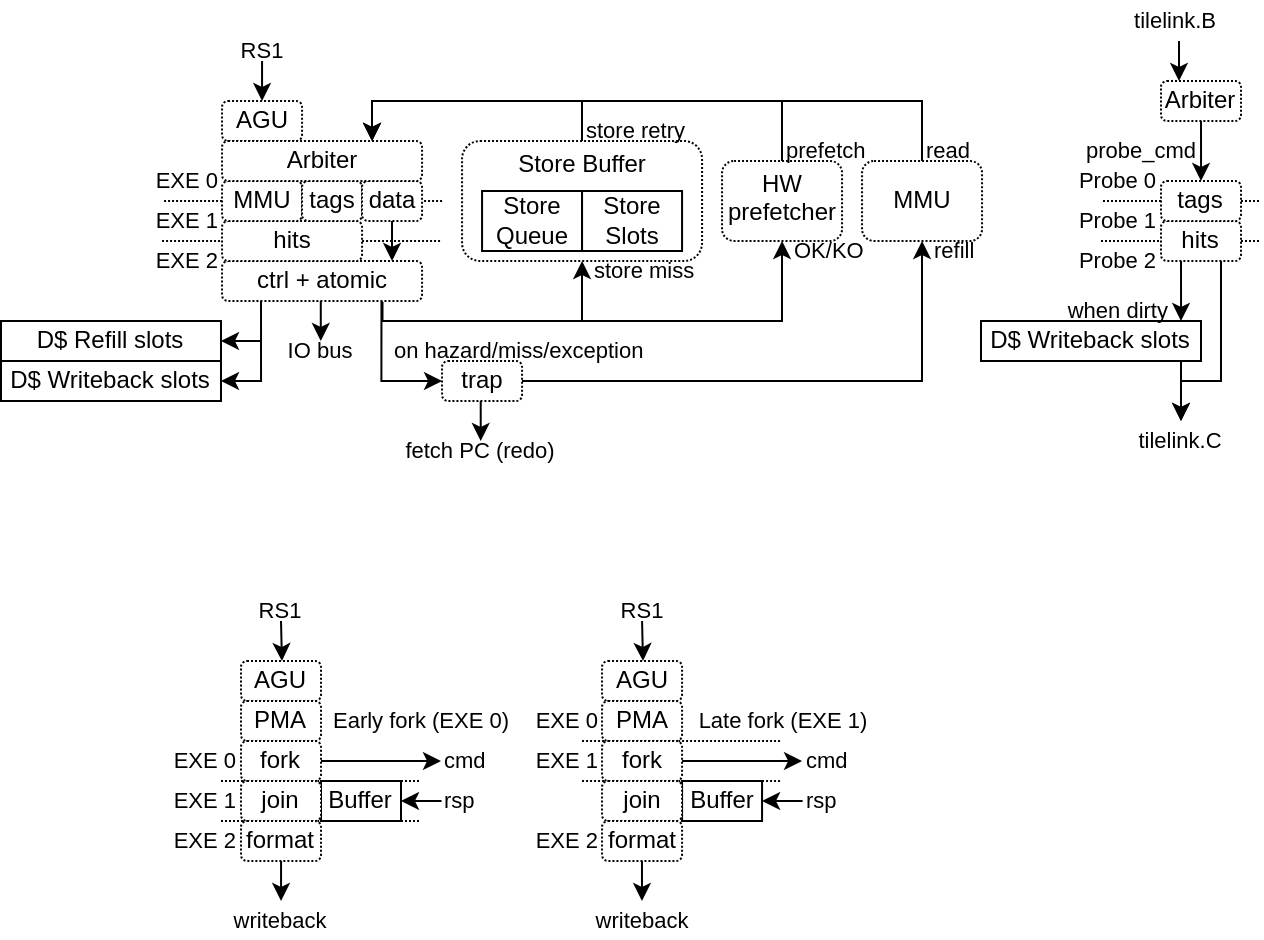 tilelink.B
RS1
AGU
Arbiter
store retry
prefetch
read
Arbiter
Store Buffer
HW
prefetcher
MMU
probe_cmd
EXE 0
MMU
tags
data
Store
Queue
Store
Slots
Probe 0
tags
EXE 1
hits
Probe 1
hits
OK/KO
refill
EXE 2
ctrl + atomic
store miss
Probe 2
when dirty
D$ Refill slots
IO bus
on hazard/miss/exception
D$ Writeback slots
D$ Writeback slots
trap
fetch PC (redo)
tilelink.C
RS1
RS1
AGU
AGU
PMA
Early fork (EXE 0)
EXE 0
PMA
Late fork (EXE 1)
EXE 0
fork
cmd
EXE 1
fork
cmd
EXE 1
join
Buffer
rsp
join
Buffer
rsp
EXE 2
format
EXE 2
format
writeback
writeback